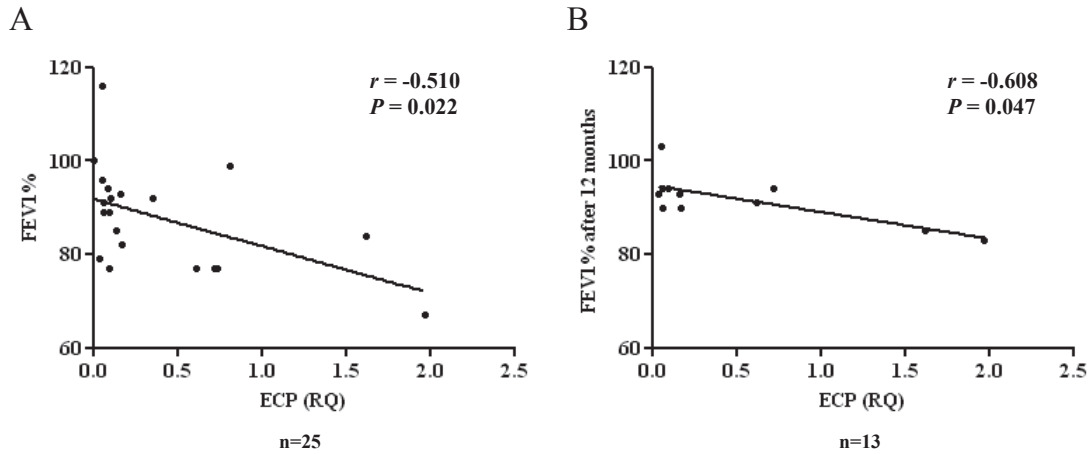 A
B
r = -0.510
P = 0.022
r = -0.608
P = 0.047
FEV1%
120
100
80
60
0.0 0.5 1.0 1.5 2.0 2.5
ECP (RQ)
n=25
FEV1% after 12 months
120
100
80
60
0.0 0.5 1.0 1.5 2.0 2.5
ECP (RQ)
n=13